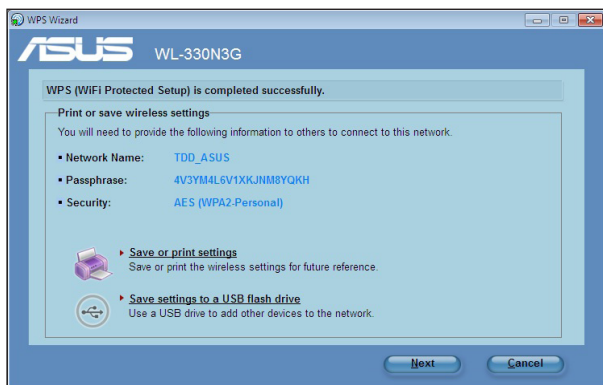 WPS Wizard
ASUS WL-330N3G
WPS (WiFi Protected Setup) is completed successfully.
Print or save wireless settings
You will need to provide the following information to others to connect to this network.
Network Name: TDD_ASUS
Passphrase: 4V3YM4L6V1XKJNM8YQKH
Security: AES (WPA2-Personal)
Save or print settings
Save or print the wireless settings for future reference.
Save settings to a USB flash drive
Use a USB drive to add other devices to the network.
Next Cancel